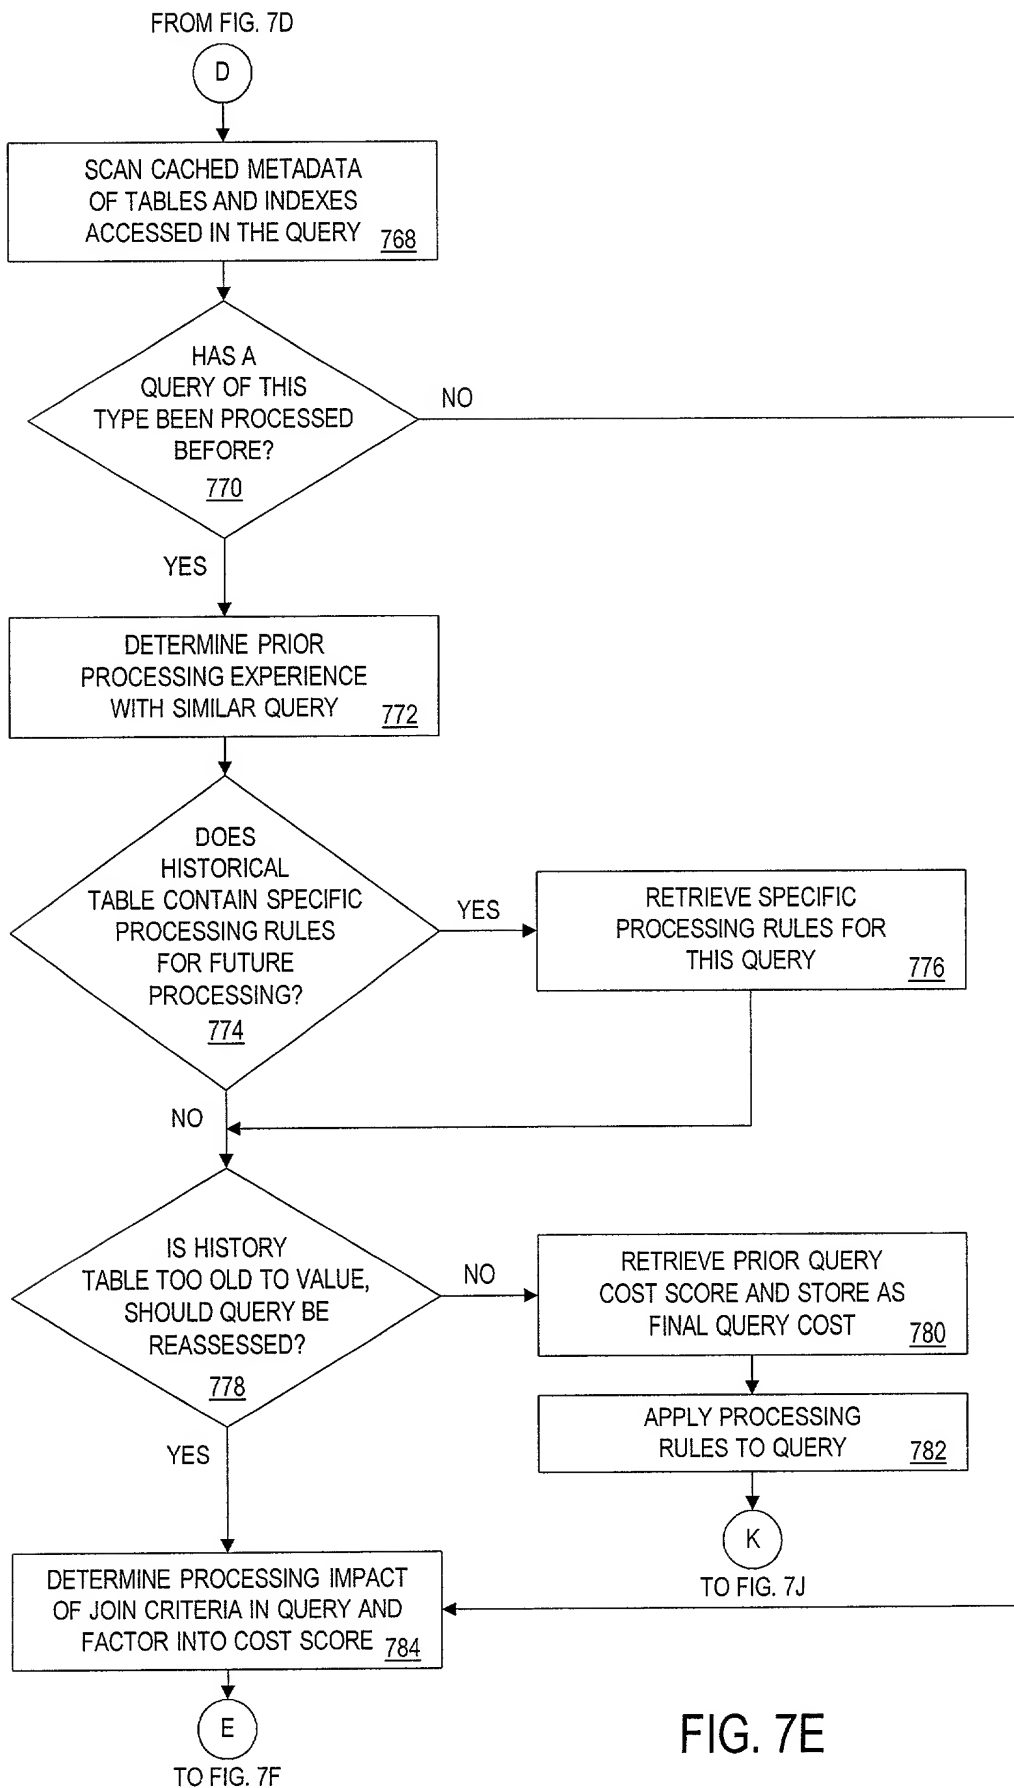 FROM FIG. 7D
D
SCAN CACHED METADATA
OF TABLES AND INDEXES
ACCESSED IN THE QUERY 768
HAS A
QUERY OF THIS
TYPE BEEN PROCESSED
BEFORE?
770
NO
YES
DETERMINE PRIOR
PROCESSING EXPERIENCE
WITH SIMILAR QUERY 772
DOES
HISTORICAL
TABLE CONTAIN SPECIFIC
PROCESSING RULES
FOR FUTURE
PROCESSING?
774
YES
RETRIEVE SPECIFIC
PROCESSING RULES FOR
THIS QUERY 776
NO
IS HISTORY
TABLE TOO OLD TO VALUE,
SHOULD QUERY BE
REASSESSED?
778
NO
RETRIEVE PRIOR QUERY
COST SCORE AND STORE AS
FINAL QUERY COST 780
APPLY PROCESSING
RULES TO QUERY 782
K
TO FIG. 7J
YES
DETERMINE PROCESSING IMPACT
OF JOIN CRITERIA IN QUERY AND
FACTOR INTO COST SCORE 784
E
TO FIG. 7F
FIG. 7E